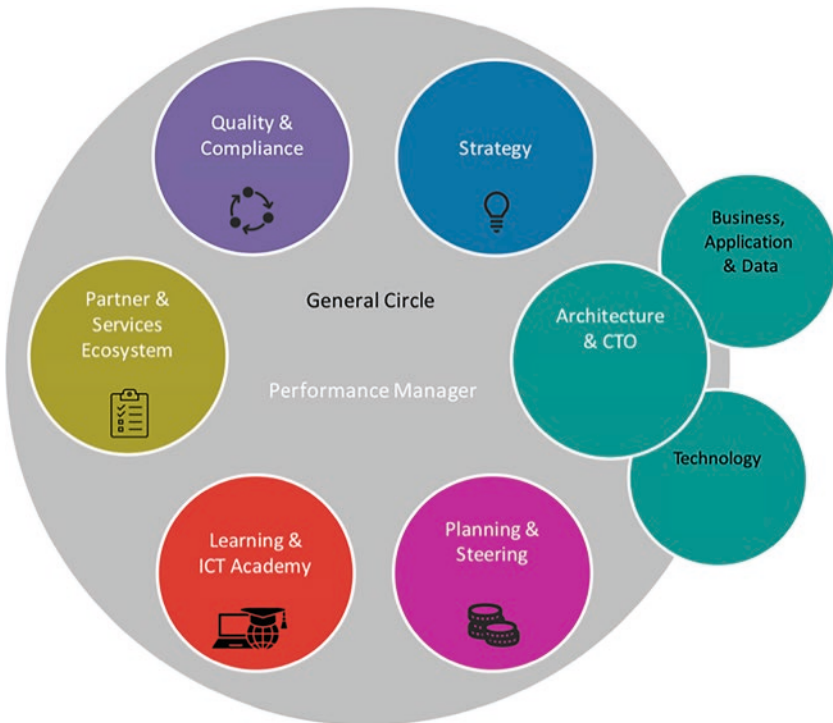 Quality &
Compliance
Strategy
Business,
Application
& Data
Partner &
Services
Ecosystem
General Circle
Architecture
& CTO
Performance Manager
Technology
Learning &
ICT Academy
Planning &
Steering